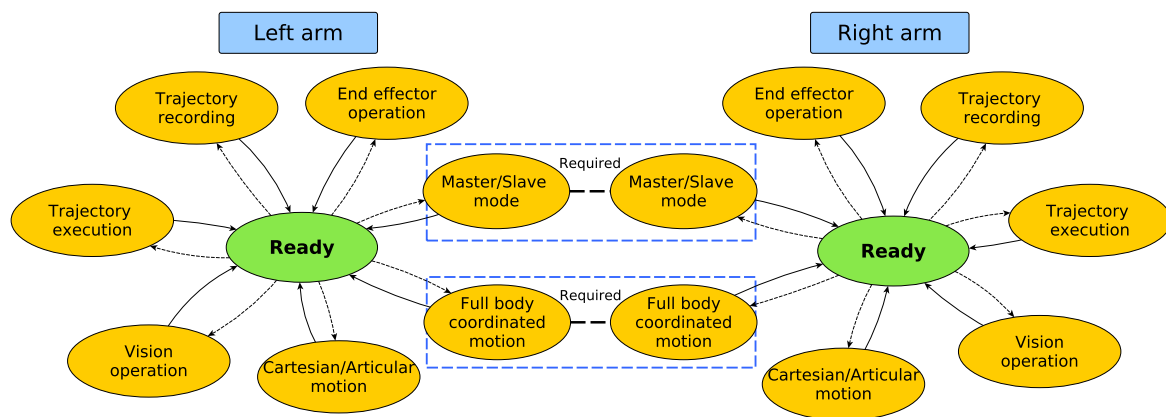 Left arm
Right arm
Trajectory
recording
End effector
operation
End effector
operation
Trajectory
recording
Master/Slave
mode
Required
Master/Slave
mode
Trajectory
execution
Ready
Ready
Trajectory
execution
Full body
coordinated
motion
Required
Full body
coordinated
motion
Vision
operation
Cartesian/Articular
motion
Cartesian/Articular
motion
Vision
operation